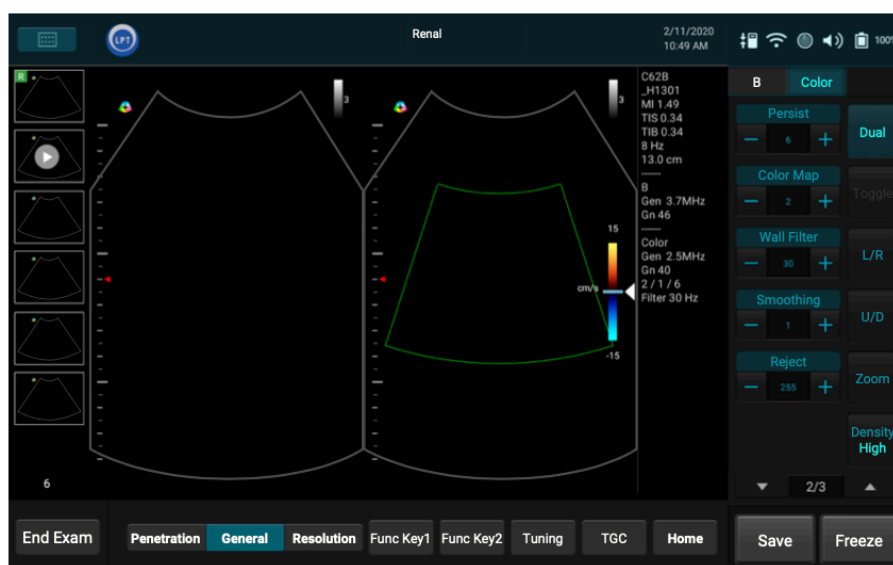 LPT
Renal
2/11/2020
10:49 AM
100%
R
3
3
15
cm/s
-15
C62B
_H1301
MI 1.49
TIS 0.34
TIB 0.34
8 Hz
13.0 cm
------
B
Gen 3.7MHz
Gn 46
------
Color
Gen 2.5MHz
Gn 40
2 / 1 / 6
Filter 30 Hz
B Color
Persist
— 6 +
Dual
Color Map
— 2 +
Toggle
Wall Filter
— 30 +
L/R
Smoothing
— 1 +
U/D
Reject
— 255 +
Zoom
Density
High
2/3
6
End Exam
Penetration General Resolution Func Key1 Func Key2 Tuning TGC Home
Save Freeze